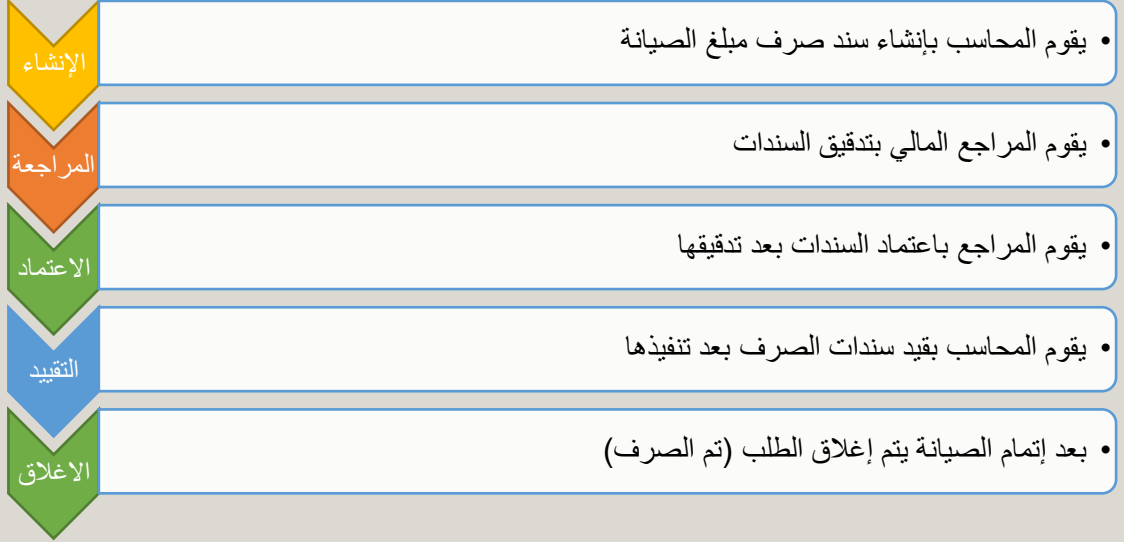 الإنشاء
• يقوم المحاسب بإنشاء سند صرف مبلغ الصيانة
المراجعة
• يقوم المراجع المالي بتدقيق السندات
الاعتماد
• يقوم المراجع باعتماد السندات بعد تدقيقها
التقييد
• يقوم المحاسب بقيد سندات الصرف بعد تنفيذها
الاغلاق
• بعد إتمام الصيانة يتم إغلاق الطلب (تم الصرف)